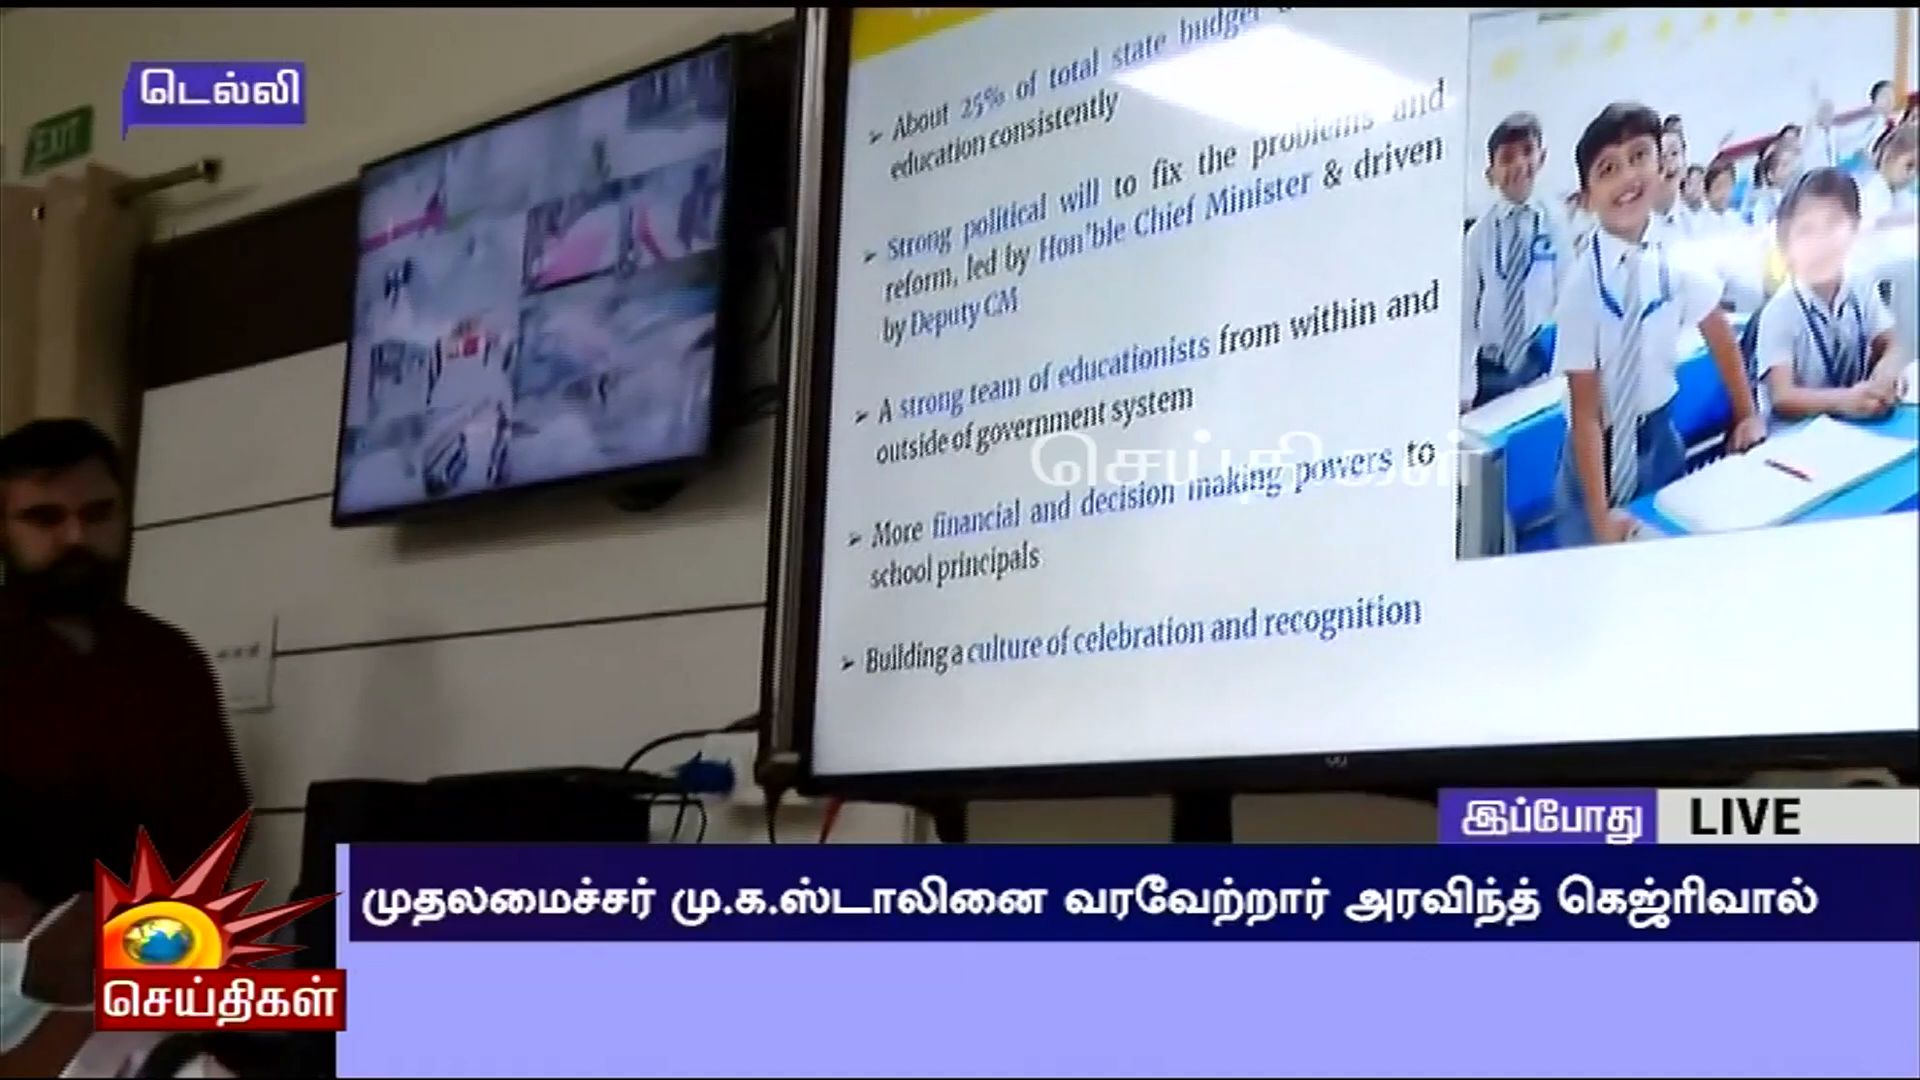 டெல்லி
EXIT
➢ About 25% of total state budget
education consistently
➢ Strong political will to fix the problems and
reform, led by Hon'ble Chief Minister & driven
by Deputy CM
➢ A strong team of educationists from within and
outside of government system
செய்திகள்
➢ More financial and decision making powers to
school principals
➢ Building a culture of celebration and recognition
இப்போது LIVE
முதலமைச்சர் மு.க.ஸ்டாலினை வரவேற்றார் அரவிந்த் கெஜ்ரிவால்
செய்திகள்